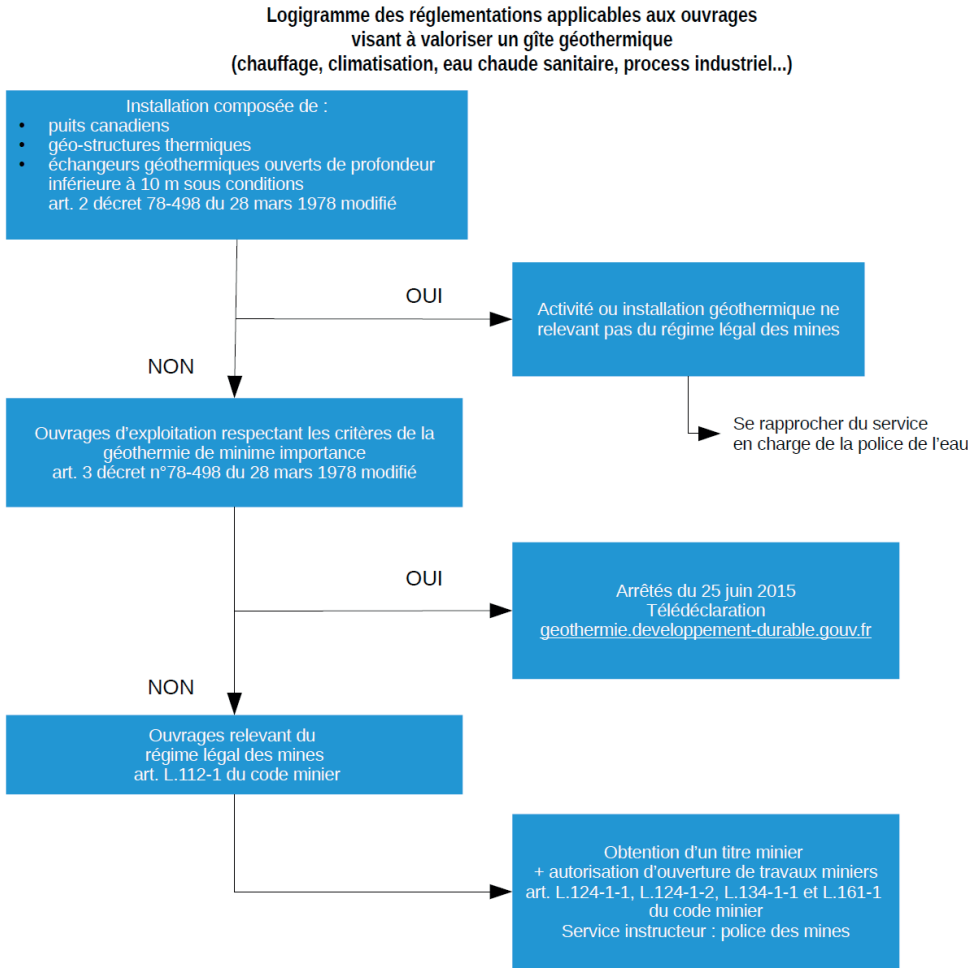 Logigramme des réglementations applicables aux ouvrages
visant à valoriser un gîte géothermique
(chauffage, climatisation, eau chaude sanitaire, process industriel...)
Installation composée de :
• puits canadiens
• géo-structures thermiques
• échangeurs géothermiques ouverts de profondeur
inférieure à 10 m sous conditions
art. 2 décret 78-498 du 28 mars 1978 modifié
OUI
Activité ou installation géothermique ne
relevant pas du régime légal des mines
Se rapprocher du service
en charge de la police de l’eau
NON
Ouvrages d’exploitation respectant les critères de la
géothermie de minime importance
art. 3 décret n°78-498 du 28 mars 1978 modifié
OUI
Arrêtés du 25 juin 2015
Télédéclaration
geothermie.developpement-durable.gouv.fr
NON
Ouvrages relevant du
régime légal des mines
art. L.112-1 du code minier
Obtention d’un titre minier
+ autorisation d’ouverture de travaux miniers
art. L.124-1-1, L.124-1-2, L.134-1-1 et L.161-1
du code minier
Service instructeur : police des mines